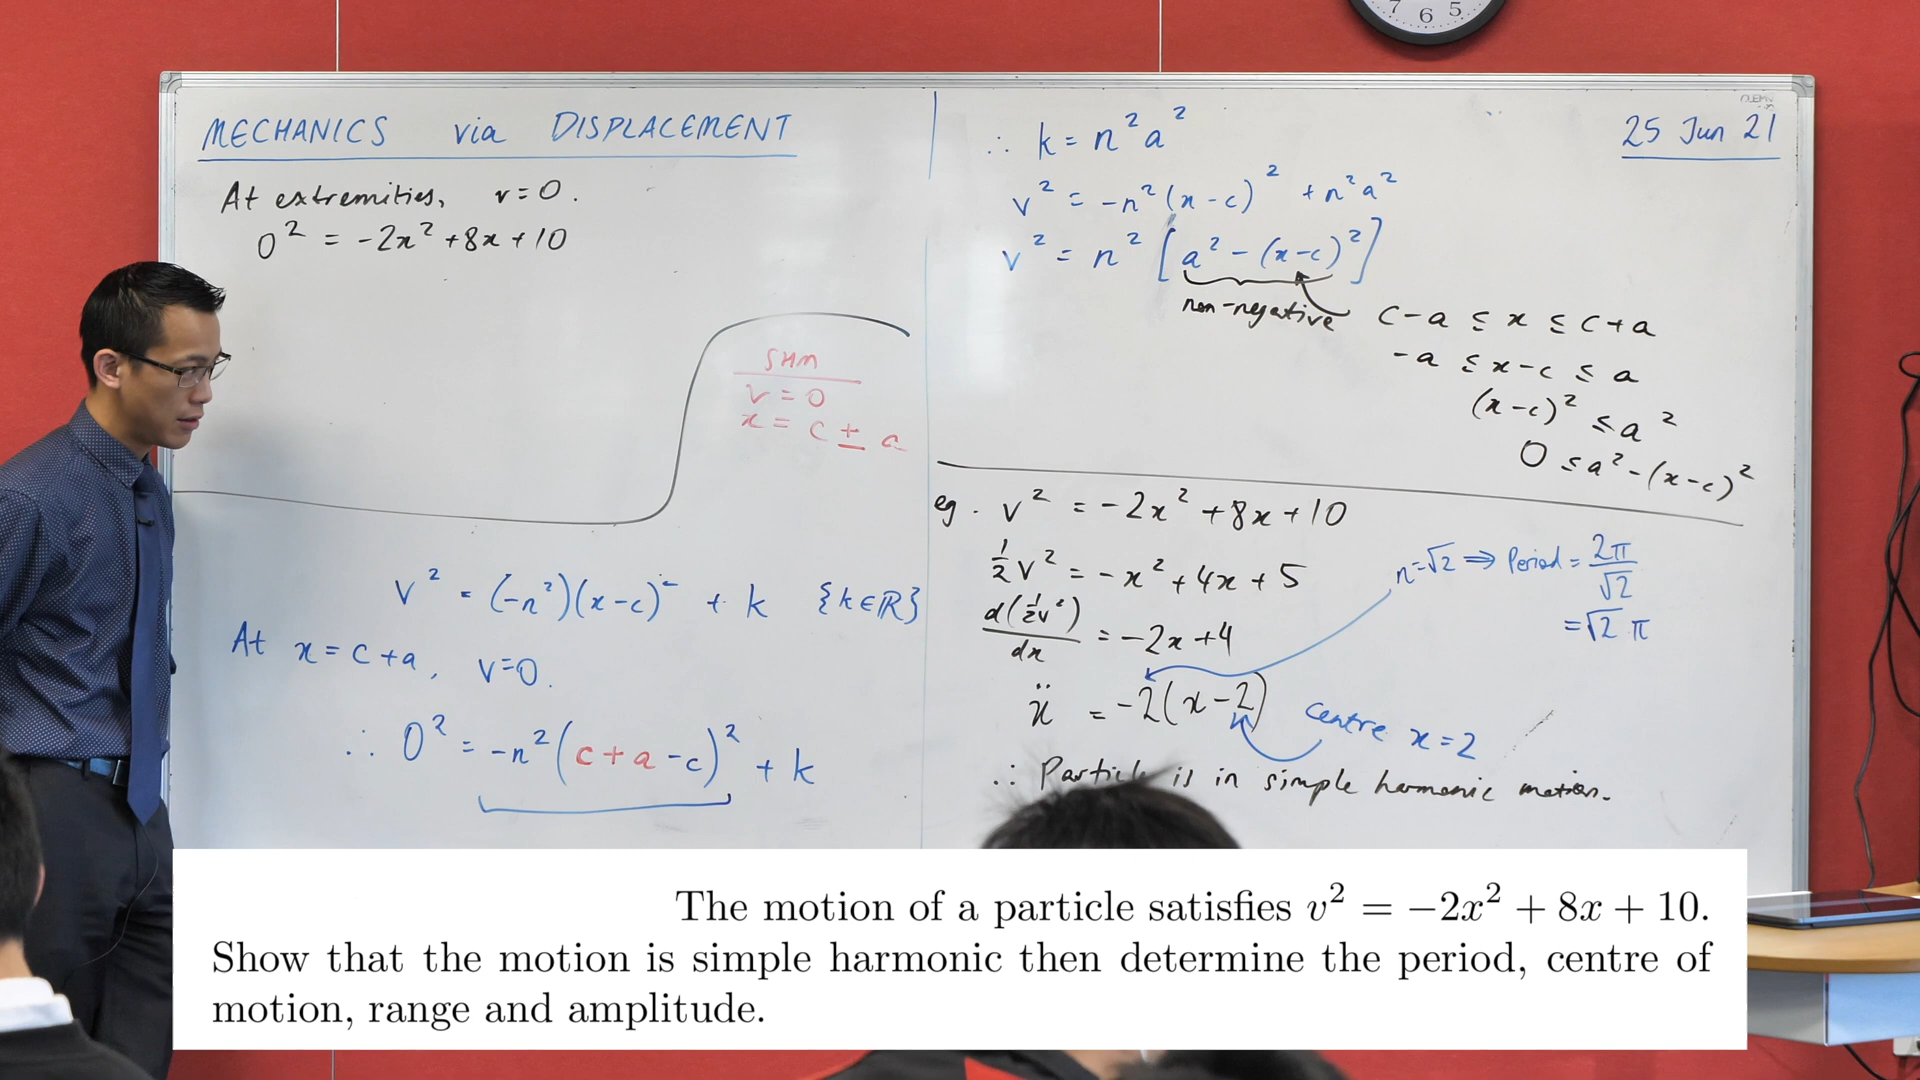 7 6 5
MECHANICS via DISPLACEMENT
At extremities, v=0.
0² = -2x² +8x +10
SHM
v = 0
x = c ± a
v² = (-n²)(x-c)² + k {k∈ℝ}
At x = c+a, v=0.
∴ 0² = -n²(c+a-c)² + k
25 Jun 21
∴ k = n²a²
v² = -n²(x-c)² + n²a²
v² = n² [a² - (x-c)²]
non-negative
c-a ≤ x ≤ c+a
-a ≤ x-c ≤ a
(x-c)² ≤ a²
0 ≤ a² - (x-c)²
eg. v² = -2x² +8x+10
½v² = -x² + 4x + 5
d(½v²)/dx = -2x+4
ẍ = -2(x-2)
n=√2 ⇒ Period = 2π/√2
= √2 π
Centre x=2
∴ Particle is in simple harmonic motion.
The motion of a particle satisfies v² = −2x² + 8x + 10.
Show that the motion is simple harmonic then determine the period, centre of
motion, range and amplitude.